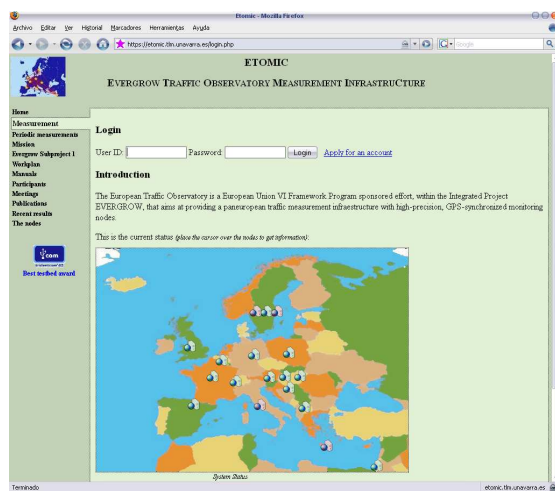 Etomic - Mozilla Firefox
Archivo Editar Ver Historial Marcadores Herramientas Ayuda
https://etomic.tlm.unavarra.es/login.php
Google
ETOMIC
EVERGROW TRAFFIC OBSERVATORY MEASUREMENT INFRASTRUCTURE
Home
Measurement
Periodic measurements
Mission
Evergrow Subproject 1
Workplan
Manuals
Participants
Meetings
Publications
Recent results
The nodes
Best testbed award
Login
User ID: Password: Login Apply for an account
Introduction
The European Traffic Observatory is a European Union VI Framework Program sponsored effort, within the Integrated Project
EVERGROW, that aims at providing a paneuropean traffic measurement infraestructure with high-precision, GPS-synchronized monitoring
nodes.
This is the current status (place the cursor over the nodes to get information):
System Status
Terminado
etomic.tlm.unavarra.es